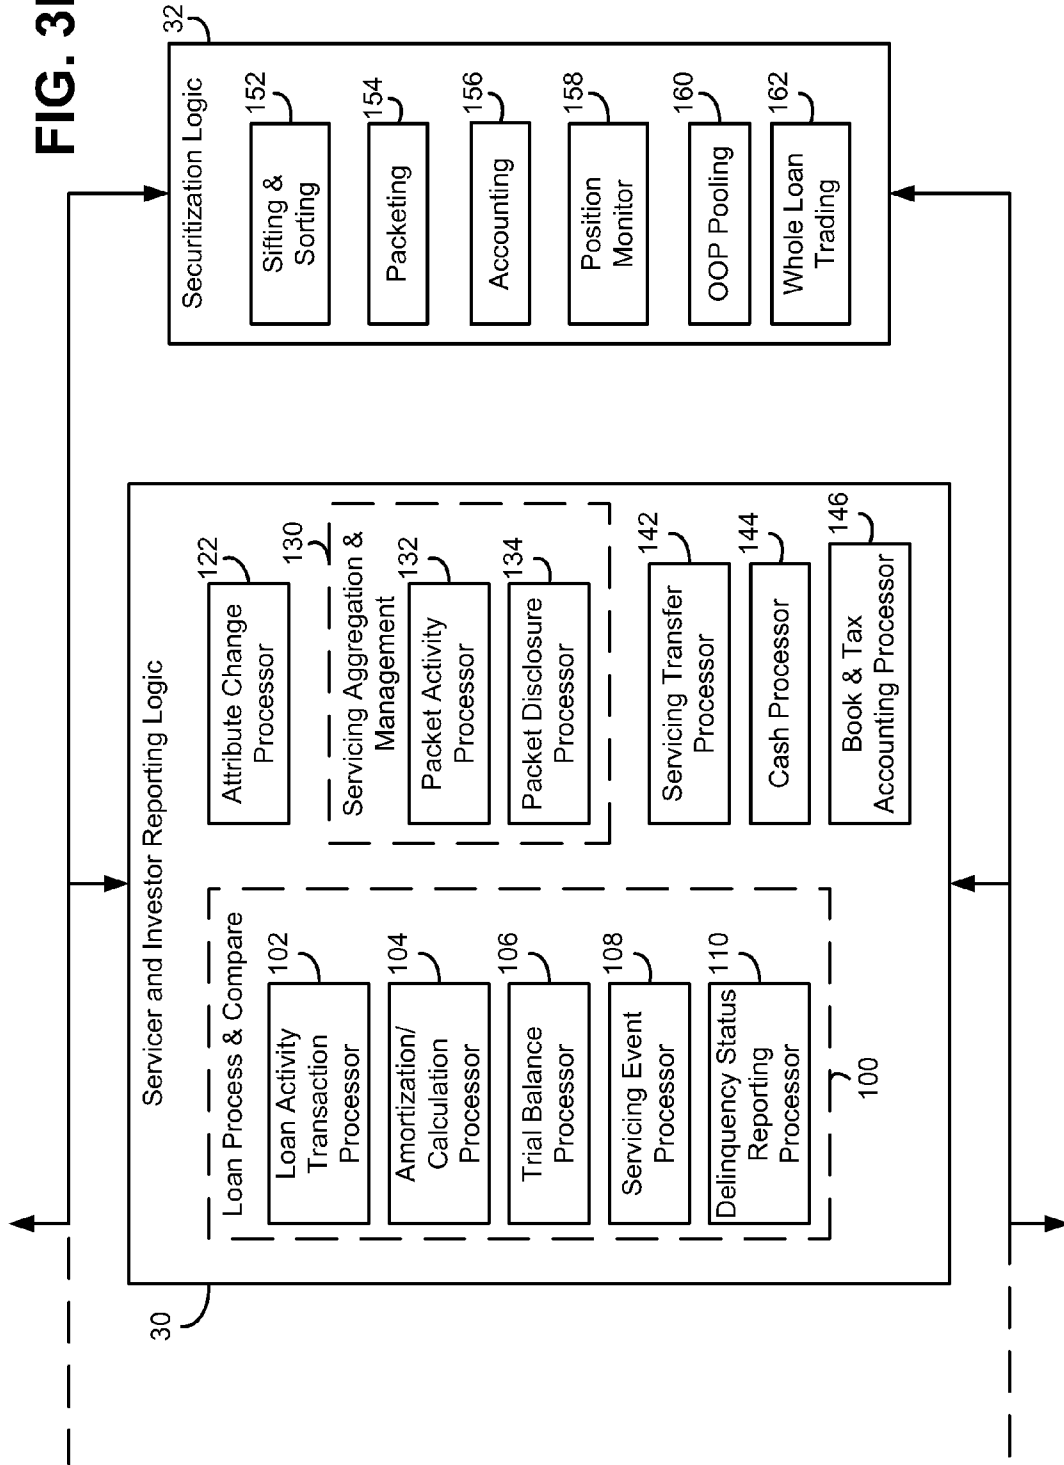 FIG. 3
Servicer and Investor Reporting Logic
30
Loan Process & Compare
100
Loan Activity
Transaction
Processor
102
Amortization/
Calculation
Processor
104
Trial Balance
Processor
106
Servicing Event
Processor
108
Delinquency Status
Reporting
Processor
110
Attribute Change
Processor
122
Servicing Aggregation &
Management
130
Packet Activity
Processor
132
Packet Disclosure
Processor
134
Servicing Transfer
Processor
142
Cash Processor
144
Book & Tax
Accounting Processor
146
Securitization Logic
32
Sifting &
Sorting
152
Packeting
154
Accounting
156
Position
Monitor
158
OOP Pooling
160
Whole Loan
Trading
162